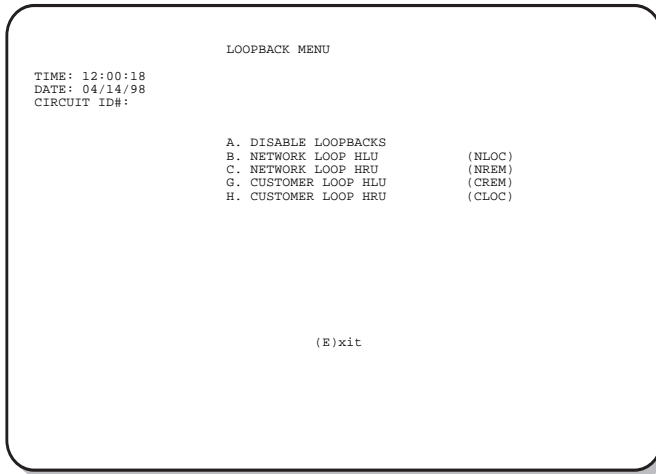 LOOPBACK MENU
TIME: 12:00:18
DATE: 04/14/98
CIRCUIT ID#:
A. DISABLE LOOPBACKS
B. NETWORK LOOP HLU (NLOC)
C. NETWORK LOOP HRU (NREM)
G. CUSTOMER LOOP HLU (CREM)
H. CUSTOMER LOOP HRU (CLOC)
(E)xit